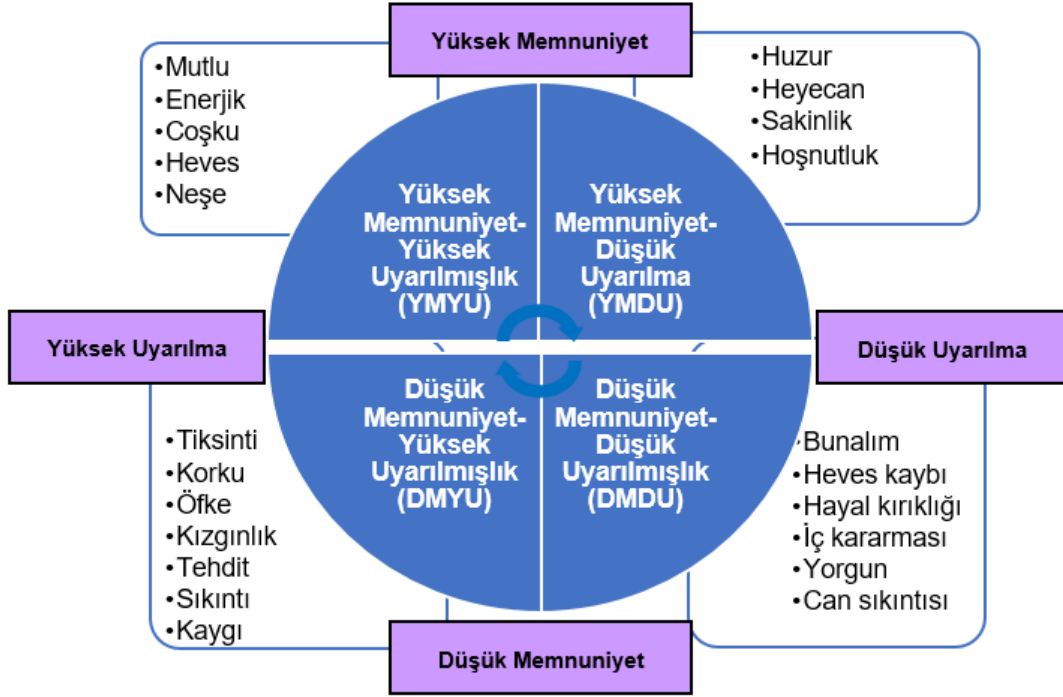 Yüksek Memnuniyet
•Mutlu
•Enerjik
•Coşku
•Heves
•Neşe
•Huzur
•Heyecan
•Sakinlik
•Hoşnutluk
Yüksek
Memnuniyet-
Yüksek
Uyarılmışlık
(YMYU)
Yüksek
Memnuniyet-
Düşük
Uyarılma
(YMDU)
Yüksek Uyarılma
Düşük Uyarılma
Düşük
Memnuniyet-
Yüksek
Uyarılmışlık
(DMYU)
Düşük
Memnuniyet-
Düşük
Uyarılmışlık
(DMDU)
•Tiksinti
•Korku
•Öfke
•Kızgınlık
•Tehdit
•Sıkıntı
•Kaygı
•Bunalım
•Heves kaybı
•Hayal kırıklığı
•İç kararması
•Yorgun
•Can sıkıntısı
Düşük Memnuniyet